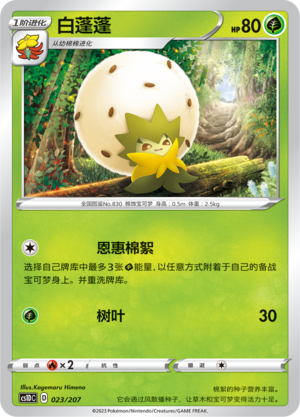 1阶进化
白蓬蓬
HP80
从幼棉棉进化
全国图鉴No.830 棉饰宝可梦 身高：0.5m 体重：2.5kg
恩惠棉絮
选择自己牌库中最多3张能量，以任意方式附着于自己的备战
宝可梦身上。并重洗牌库。
树叶 30
弱点 ×2 抵抗力 撤退
Illus.Kagemaru Himeno
CS1DC D 023/207
棉絮的种子营养丰富。
它会通过风散播种子，让草木和宝可梦变得活力十足。
©2023 Pokémon/Nintendo/Creatures/GAME FREAK.